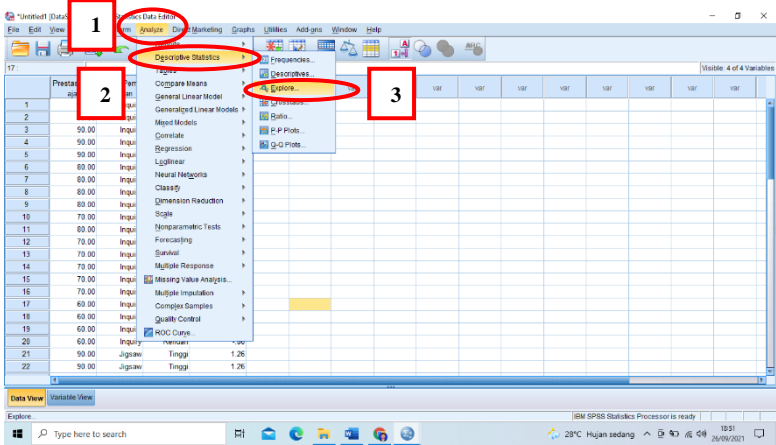 *Untitled1 [DataS Statistics Data Editor
File Edit View Analyze Direct Marketing Graphs Utilities Add-ons Window Help
1
17 : Visible: 4 of 4 Variables
Descriptive Statistics
Tables
Compare Means
General Linear Model
Generalized Linear Models
Mixed Models
Correlate
Regression
Loglinear
Neural Networks
Classify
Dimension Reduction
Scale
Nonparametric Tests
Forecasting
Survival
Multiple Response
Missing Value Analysis...
Multiple Imputation
Complex Samples
Quality Control
ROC Curve...
Frequencies...
Descriptives...
Explore...
Crosstabs...
Ratio...
P-P Plots...
Q-Q Plots...
2
3
var var var var var var var
1 Inqui
2 Inqui
3 90.00 Inqui
4 90.00 Inqui
5 90.00 Inqui
6 80.00 Inqui
7 80.00 Inqui
8 80.00 Inqui
9 80.00 Inqui
10 70.00 Inqui
11 80.00 Inqui
12 70.00 Inqui
13 70.00 Inqui
14 70.00 Inqui
15 70.00 Inqui
16 70.00 Inqui
17 60.00 Inqui
18 60.00 Inqui
19 60.00 Inqui
20 60.00 Inquiry Rendah
21 90.00 Jigsaw Tinggi 1.26
22 90.00 Jigsaw Tinggi 1.26
Data View Variable View
Explore... IBM SPSS Statistics Processor is ready
Type here to search 28°C Hujan sedang 18:51
26/09/2021